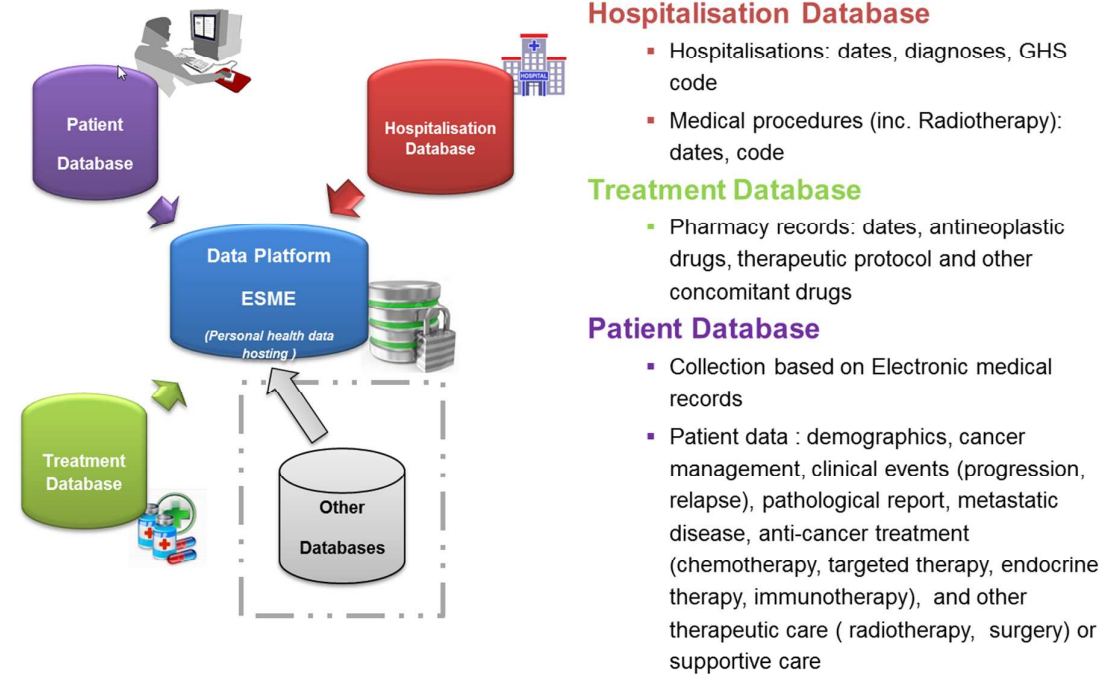 Patient
Database
HOSPITAL
Hospitalisation
Database
Data Platform
ESME
(Personal health data
hosting )
Treatment
Database
Other
Databases
Hospitalisation Database
▪ Hospitalisations: dates, diagnoses, GHS
code
▪ Medical procedures (inc. Radiotherapy):
dates, code
Treatment Database
▪ Pharmacy records: dates, antineoplastic
drugs, therapeutic protocol and other
concomitant drugs
Patient Database
▪ Collection based on Electronic medical
records
▪ Patient data : demographics, cancer
management, clinical events (progression,
relapse), pathological report, metastatic
disease, anti-cancer treatment
(chemotherapy, targeted therapy, endocrine
therapy, immunotherapy), and other
therapeutic care ( radiotherapy, surgery) or
supportive care